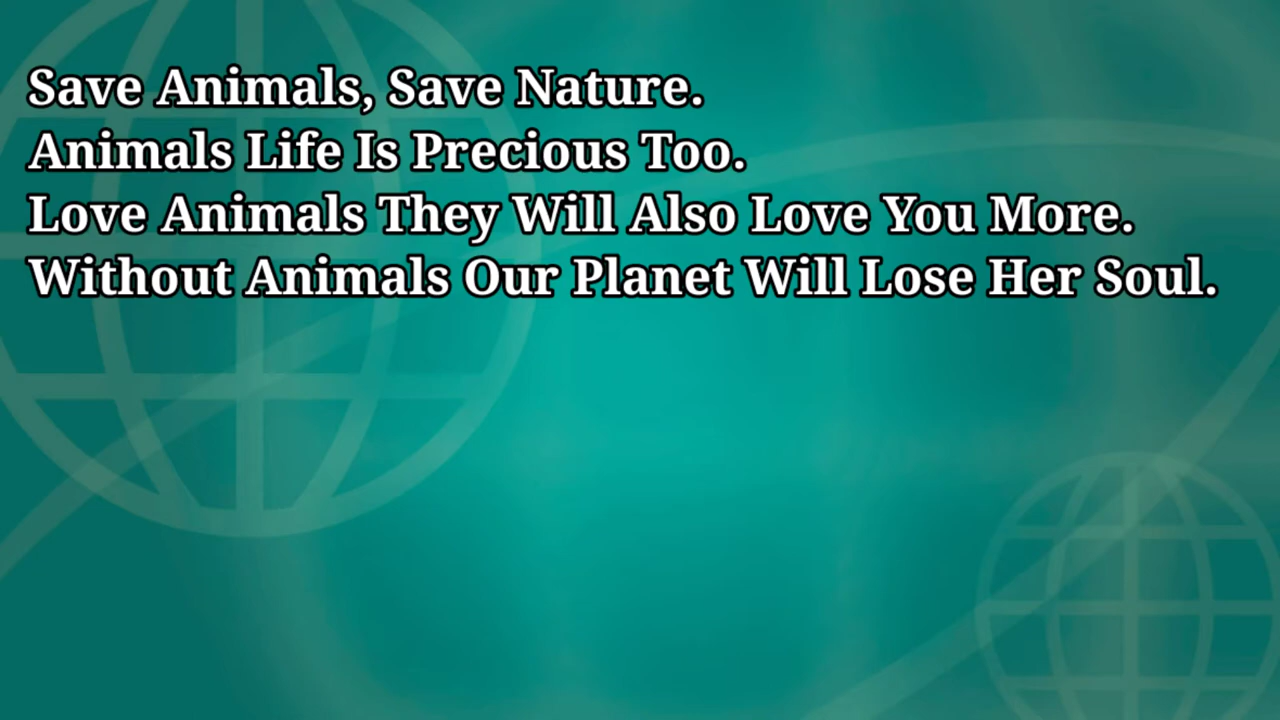 Save Animals, Save Nature.
Animals Life Is Precious Too.
Love Animals They Will Also Love You More.
Without Animals Our Planet Will Lose Her Soul.